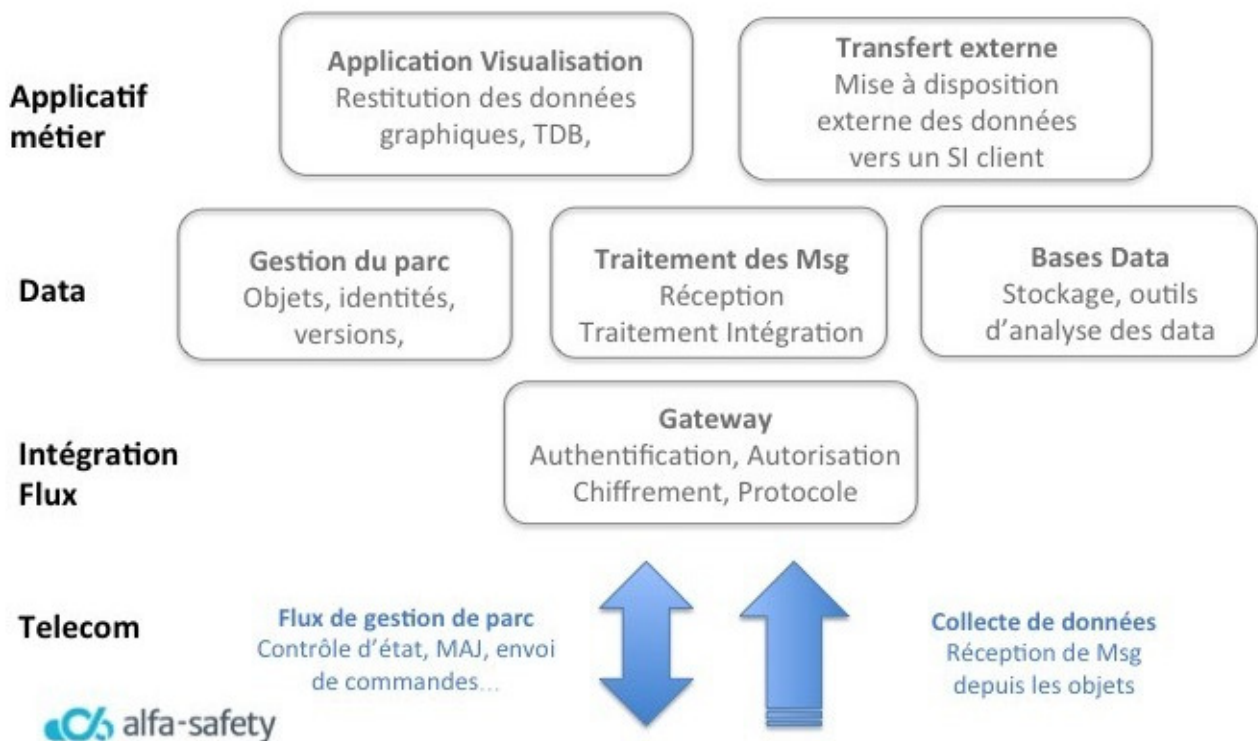 Applicatif
métier
Application Visualisation
Restitution des données
graphiques, TDB,
Transfert externe
Mise à disposition
externe des données
vers un SI client
Data
Gestion du parc
Objets, identités,
versions,
Traitement des Msg
Réception
Traitement Intégration
Bases Data
Stockage, outils
d’analyse des data
Intégration
Flux
Gateway
Authentification, Autorisation
Chiffrement, Protocole
Telecom
Flux de gestion de parc
Contrôle d’état, MAJ, envoi
de commandes...
Collecte de données
Réception de Msg
depuis les objets
alfa-safety